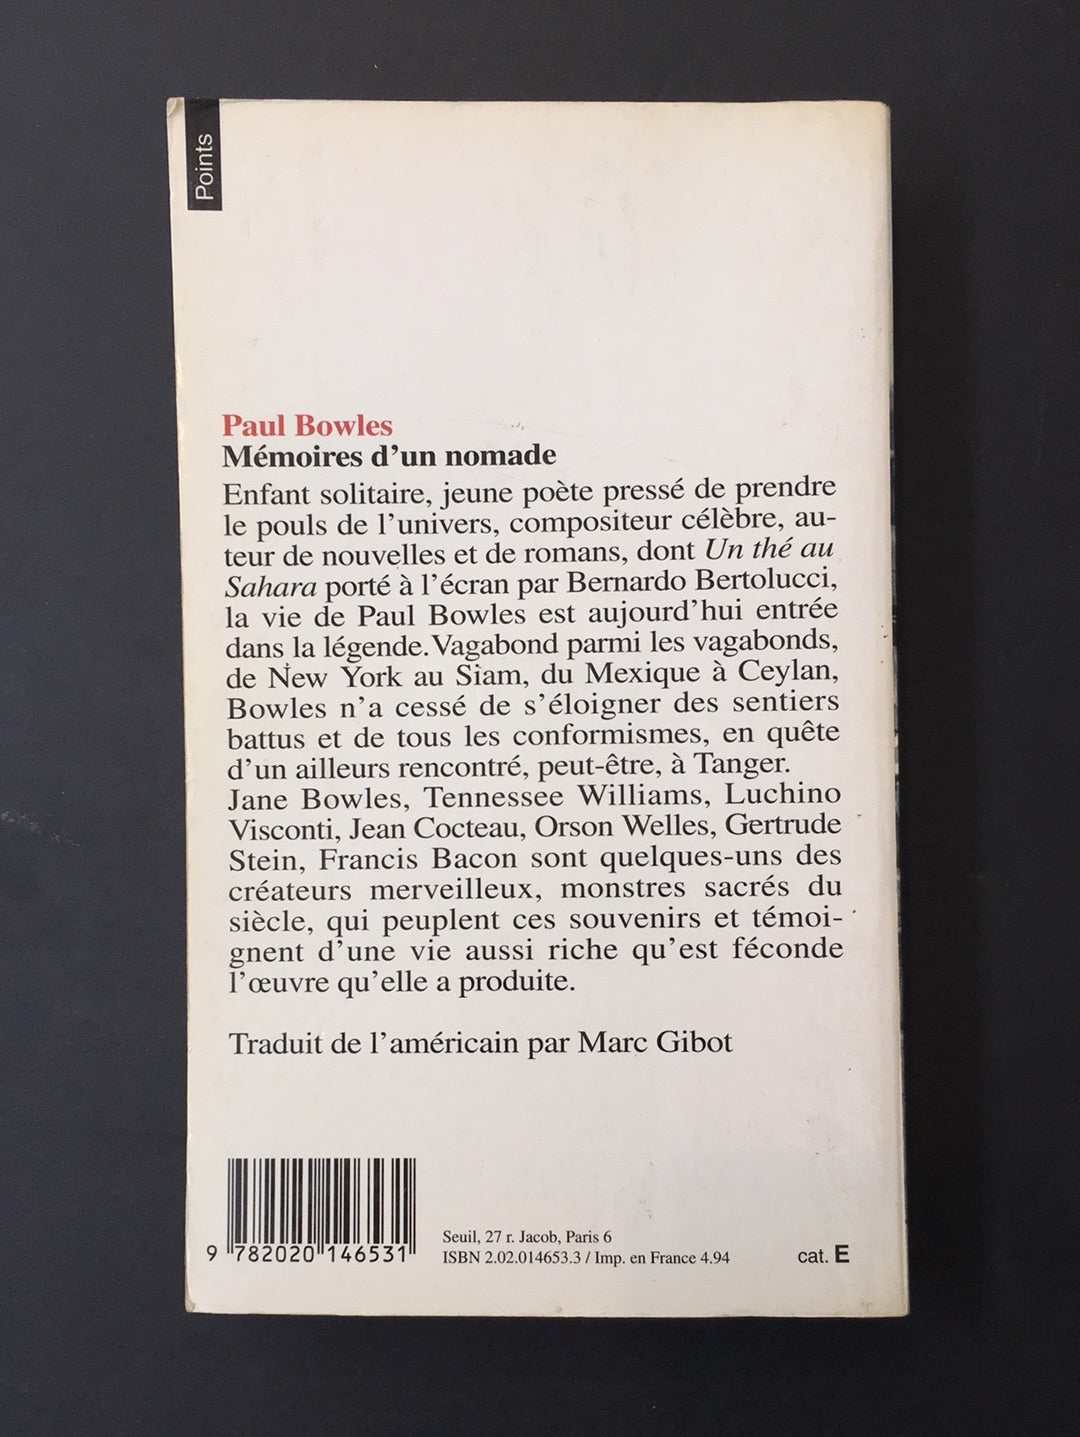 Points
Paul Bowles
Mémoires d'un nomade
Enfant solitaire, jeune poète pressé de prendre
le pouls de l'univers, compositeur célèbre, au-
teur de nouvelles et de romans, dont Un thé au
Sahara porté à l'écran par Bernardo Bertolucci,
la vie de Paul Bowles est aujourd'hui entrée
dans la légende. Vagabond parmi les vagabonds,
de New York au Siam, du Mexique à Ceylan,
Bowles n'a cessé de s'éloigner des sentiers
battus et de tous les conformismes, en quête
d'un ailleurs rencontré, peut-être, à Tanger.
Jane Bowles, Tennessee Williams, Luchino
Visconti, Jean Cocteau, Orson Welles, Gertrude
Stein, Francis Bacon sont quelques-uns des
créateurs merveilleux, monstres sacrés du
siècle, qui peuplent ces souvenirs et témoi-
gnent d'une vie aussi riche qu'est féconde
l'œuvre qu'elle a produite.
Traduit de l'américain par Marc Gibot
9 782020 146531
Seuil, 27 r. Jacob, Paris 6
ISBN 2.02.014653.3 / Imp. en France 4.94
cat. E